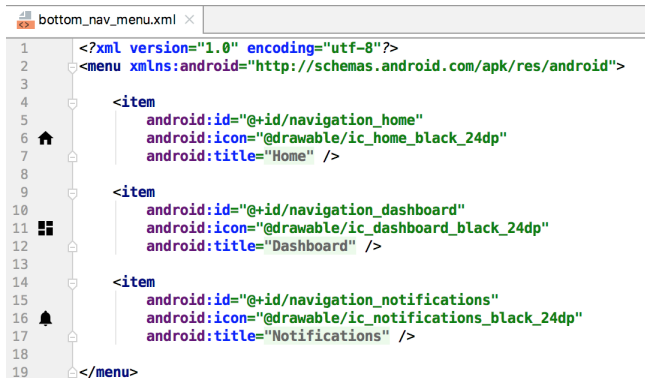 bottom_nav_menu.xml ×
1 <?xml version="1.0" encoding="utf-8"?>
2 <menu xmlns:android="http://schemas.android.com/apk/res/android">
3
4 <item
5 android:id="@+id/navigation_home"
6 android:icon="@drawable/ic_home_black_24dp"
7 android:title="Home" />
8
9 <item
10 android:id="@+id/navigation_dashboard"
11 android:icon="@drawable/ic_dashboard_black_24dp"
12 android:title="Dashboard" />
13
14 <item
15 android:id="@+id/navigation_notifications"
16 android:icon="@drawable/ic_notifications_black_24dp"
17 android:title="Notifications" />
18
19 </menu>